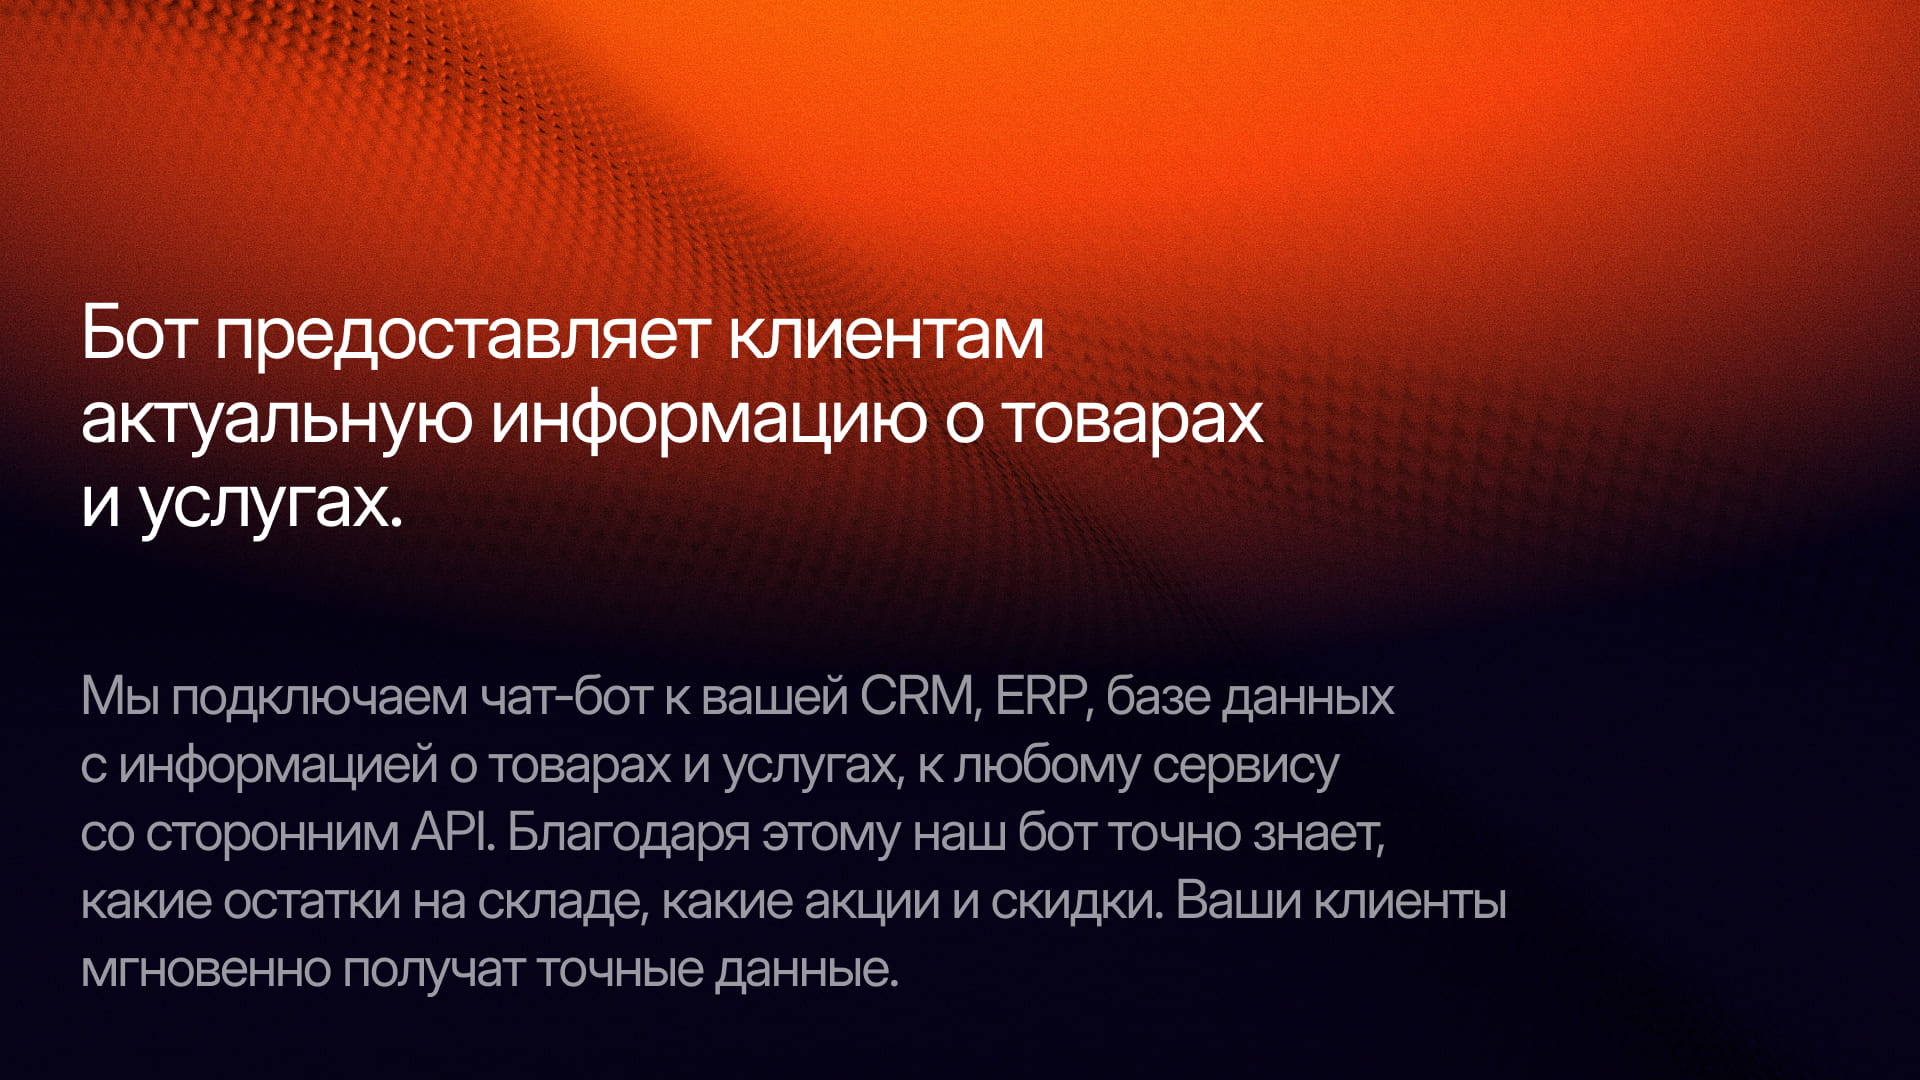 Бот предоставляет клиентам
актуальную информацию о товарах
и услугах.
Мы подключаем чат-бот к вашей CRM, ERP, базе данных
с информацией о товарах и услугах, к любому сервису
со сторонним API. Благодаря этому наш бот точно знает,
какие остатки на складе, какие акции и скидки. Ваши клиенты
мгновенно получат точные данные.